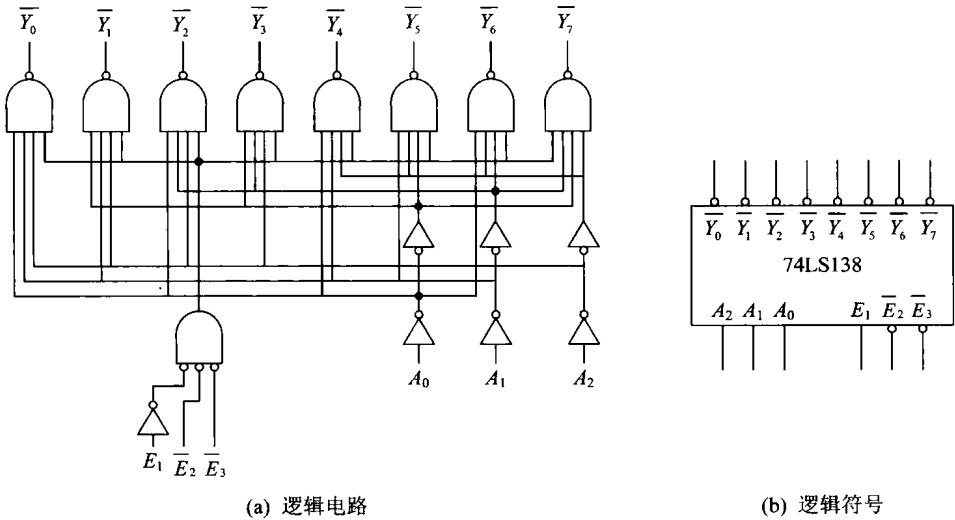 Y̅₀ Y̅₁ Y̅₂ Y̅₃ Y̅₄ Y̅₅ Y̅₆ Y̅₇
A₀ A₁ A₂
E₁ E̅₂ E̅₃
(a) 逻辑电路
Y̅₀ Y̅₁ Y̅₂ Y̅₃ Y̅₄ Y̅₅ Y̅₆ Y̅₇
74LS138
A₂ A₁ A₀ E₁ E̅₂ E̅₃
(b) 逻辑符号